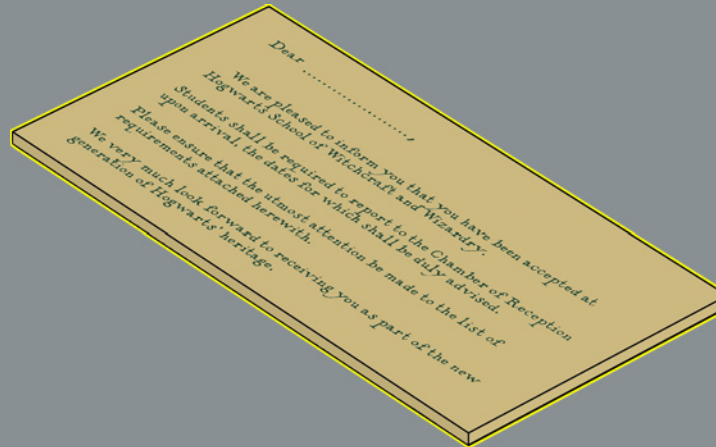 Dear ......................,
We are pleased to inform you that you have been accepted at
Hogwarts School of Witchcraft and Wizardry.
Students shall be required to report to the Chamber of Reception
upon arrival, the dates for which shall be duly advised.
Please ensure that the utmost attention be made to the list of
requirements attached herewith.
We very much look forward to receiving you as part of the new
generation of Hogwarts' heritage.